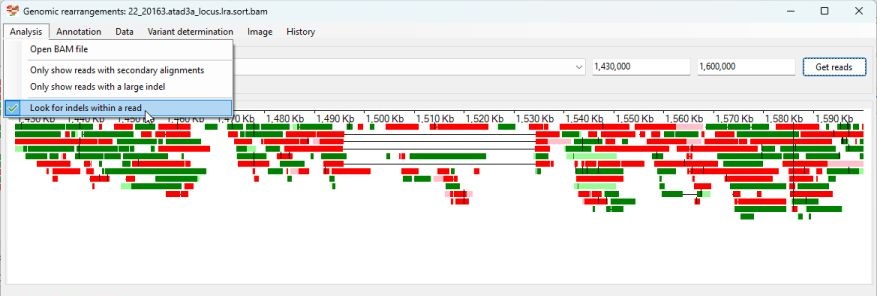 Genomic rearrangements: 22_20163.atad3a_locus.lra.sort.bam
Analysis Annotation Data Variant determination Image History
Open BAM file
Only show reads with secondary alignments
Only show reads with a large indel
Look for indels within a read
1,430,000 1,600,000 Get reads
1,430 Kb 1,440 Kb 1,450 Kb 1,460 Kb 1,470 Kb 1,480 Kb 1,490 Kb 1,500 Kb 1,510 Kb 1,520 Kb 1,530 Kb 1,540 Kb 1,550 Kb 1,560 Kb 1,570 Kb 1,580 Kb 1,590 Kb